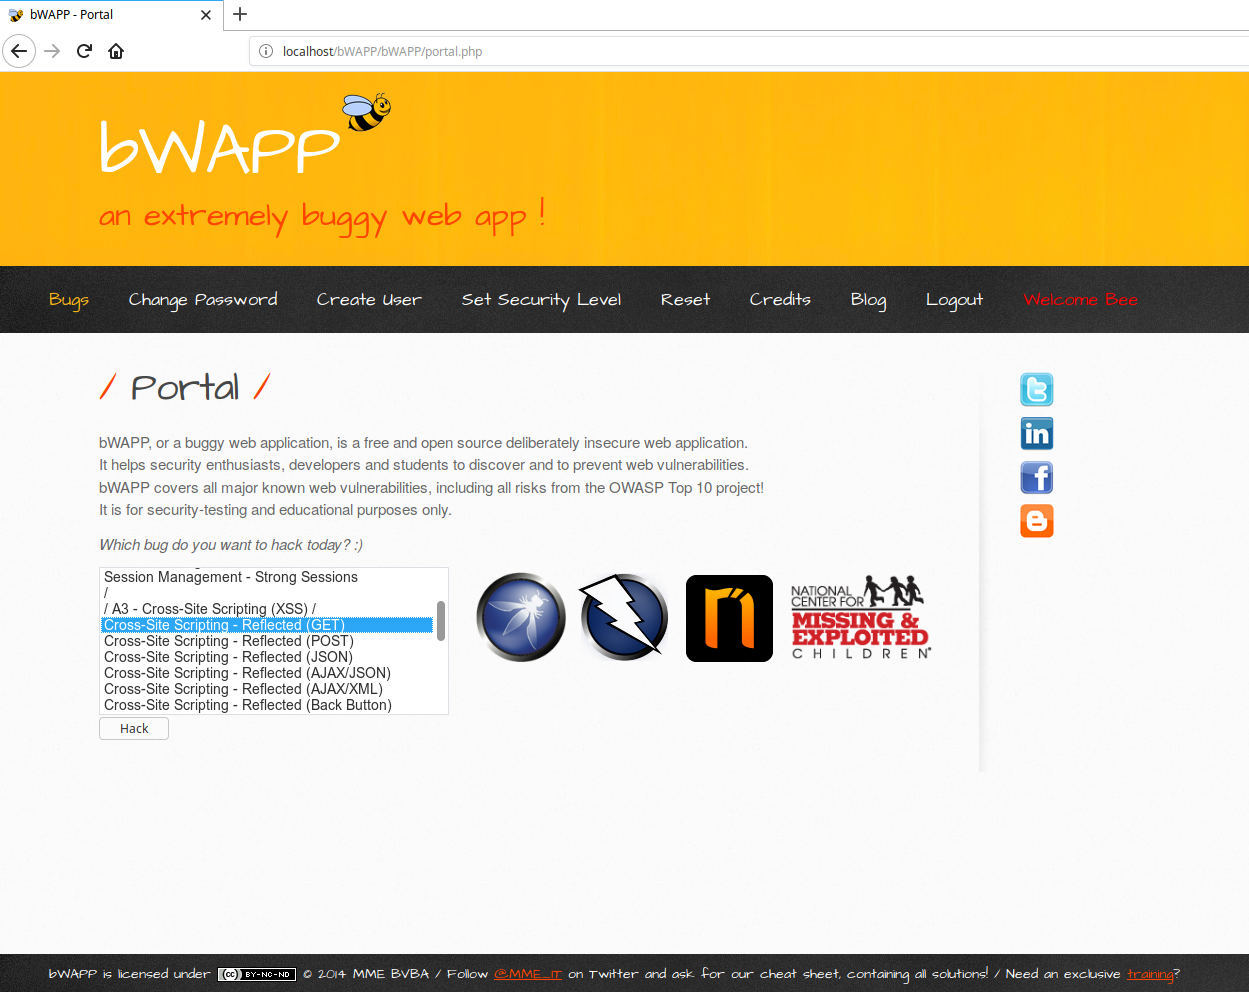 bWAPP - Portal
localhost/bWAPP/bWAPP/portal.php
bWAPP
an extremely buggy web app !
Bugs Change Password Create User Set Security Level Reset Credits Blog Logout Welcome Bee
/ Portal /
bWAPP, or a buggy web application, is a free and open source deliberately insecure web application.
It helps security enthusiasts, developers and students to discover and to prevent web vulnerabilities.
bWAPP covers all major known web vulnerabilities, including all risks from the OWASP Top 10 project!
It is for security-testing and educational purposes only.
Which bug do you want to hack today? :)
Session Management - Strong Sessions
/
/ A3 - Cross-Site Scripting (XSS) /
Cross-Site Scripting - Reflected (GET)
Cross-Site Scripting - Reflected (POST)
Cross-Site Scripting - Reflected (JSON)
Cross-Site Scripting - Reflected (AJAX/JSON)
Cross-Site Scripting - Reflected (AJAX/XML)
Cross-Site Scripting - Reflected (Back Button)
Hack
NATIONAL
CENTER FOR
MISSING &
EXPLOITED
CHILDREN®
bWAPP is licensed under (cc) BY-NC-ND © 2014 MME BVBA / Follow @MME_IT on Twitter and ask for our cheat sheet, containing all solutions! / Need an exclusive training?